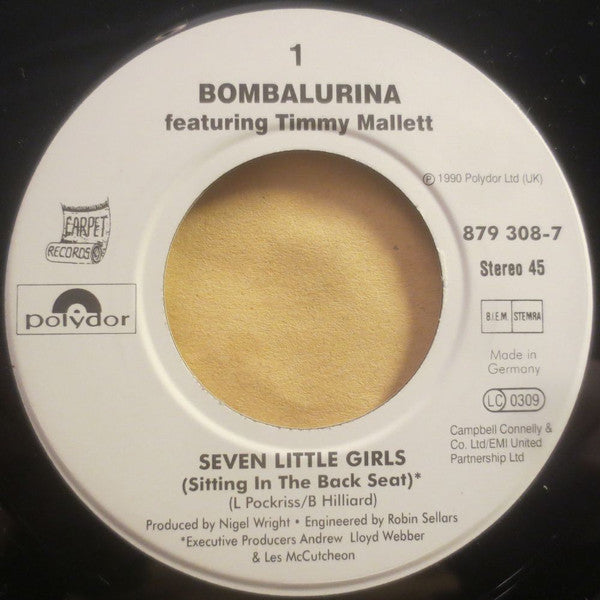 1
BOMBALURINA
featuring Timmy Mallett
℗ 1990 Polydor Ltd (UK)
CARPET
RECORDS
879 308-7
Stereo 45
polydor
B.I.E.M. STEMRA
Made in
Germany
LC 0309
Campbell Connelly &
Co. Ltd/EMI United
Partnership Ltd
SEVEN LITTLE GIRLS
(Sitting In The Back Seat)*
(L Pockriss/B Hilliard)
Produced by Nigel Wright • Engineered by Robin Sellars
*Executive Producers Andrew Lloyd Webber
& Les McCutcheon